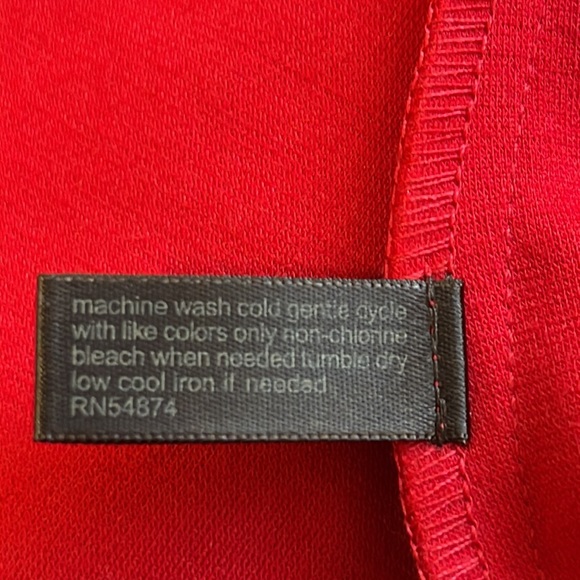 machine wash cold gentle cycle
with like colors only non-chlorine
bleach when needed tumble dry
low cool iron if needed
RN54874